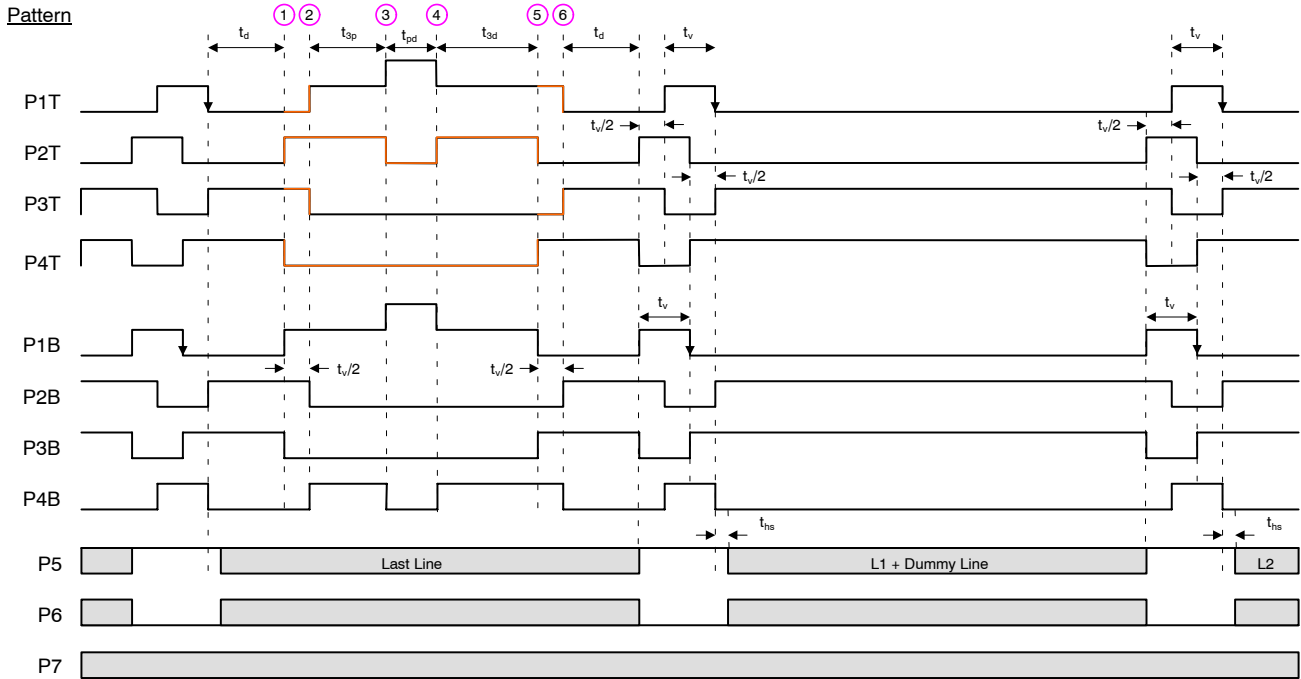 Pattern
1 2 3 4 5 6
td t3p tpd t3d td tv tv
P1T
tv/2 tv/2
P2T
tv/2 tv/2
P3T
P4T
tv tv
P1B
tv/2 tv/2
P2B
P3B
P4B
ths ths
P5 Last Line L1 + Dummy Line L2
P6
P7